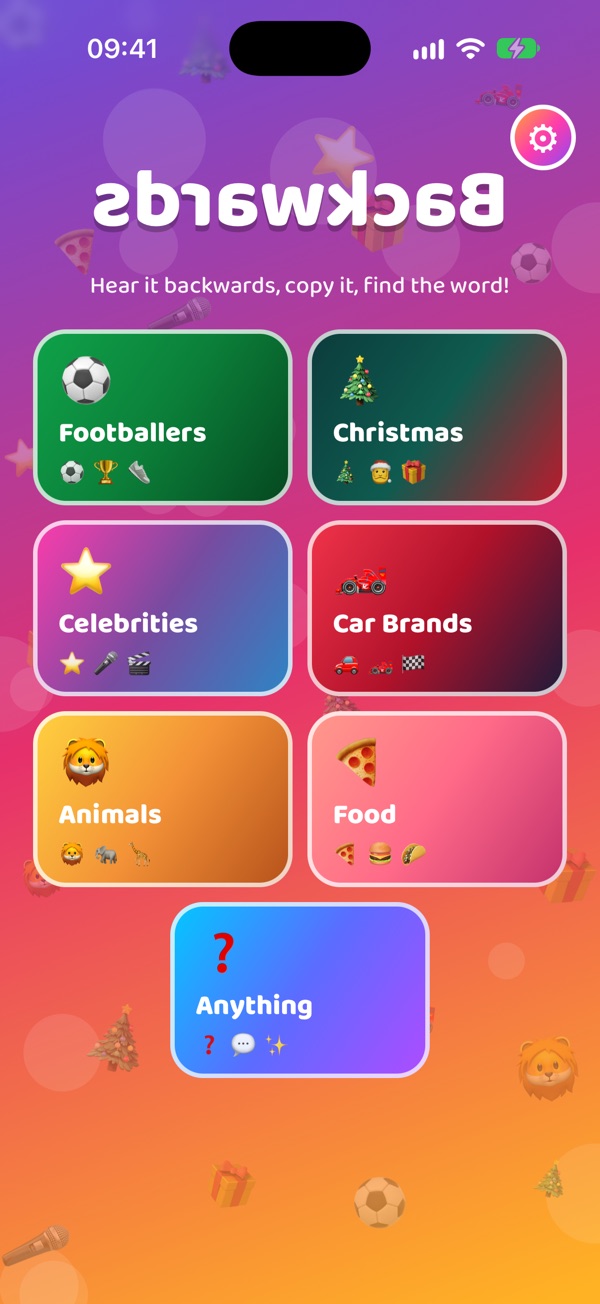 09:41
Backwards
Hear it backwards, copy it, find the word!
Footballers
Christmas
Celebrities
Car Brands
Animals
Food
Anything